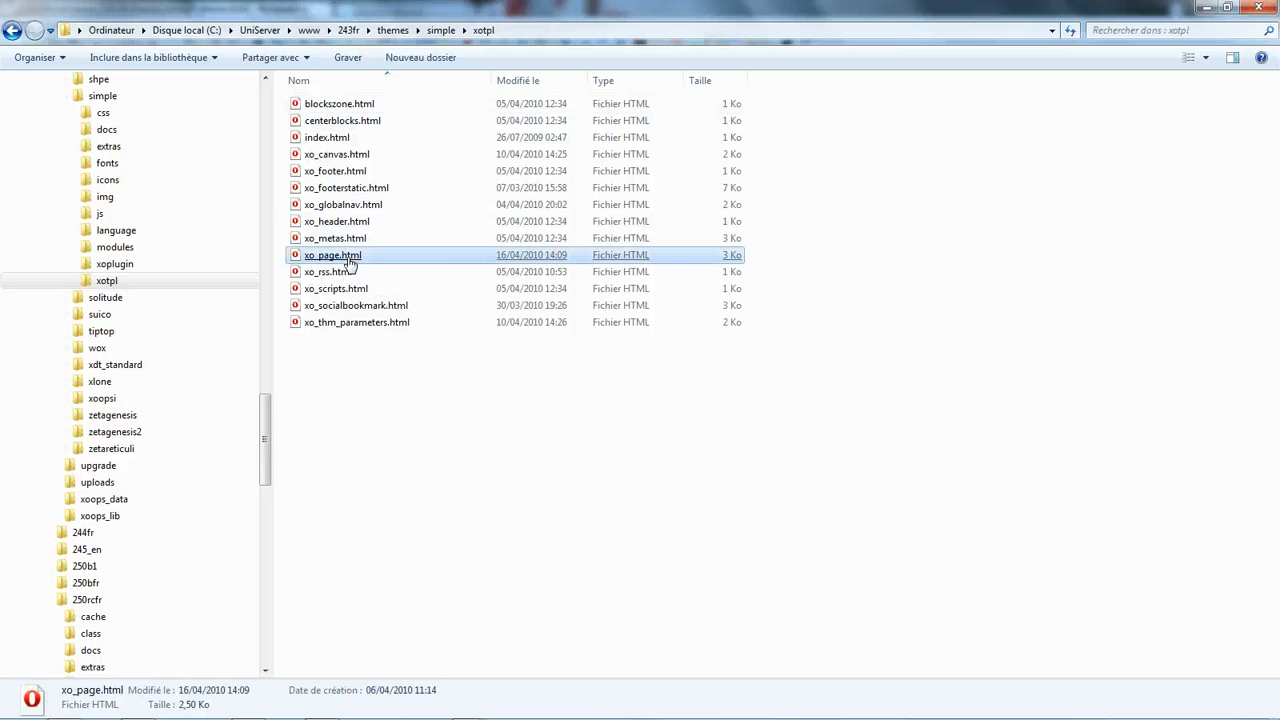 Ordinateur Disque local (C:) UniServer www 243fr themes simple xotpl
Rechercher dans : xotpl
Organiser Inclure dans la bibliothèque Partager avec Graver Nouveau dossier
Nom Modifié le Type Taille
shpe
simple
css
docs
extras
fonts
icons
img
js
language
modules
xoplugin
xotpl
solitude
suico
tiptop
wox
xdt_standard
xlone
xoopsi
zetagenesis
zetagenesis2
zetareticuli
upgrade
uploads
xoops_data
xoops_lib
244fr
245_en
250b1
250bfr
250rcfr
cache
class
docs
extras
blockszone.html 05/04/2010 12:34 Fichier HTML 1 Ko
centerblocks.html 05/04/2010 12:34 Fichier HTML 1 Ko
index.html 26/07/2009 02:47 Fichier HTML 1 Ko
xo_canvas.html 10/04/2010 14:25 Fichier HTML 2 Ko
xo_footer.html 05/04/2010 12:34 Fichier HTML 1 Ko
xo_footerstatic.html 07/03/2010 15:58 Fichier HTML 7 Ko
xo_globalnav.html 04/04/2010 20:02 Fichier HTML 2 Ko
xo_header.html 05/04/2010 12:34 Fichier HTML 1 Ko
xo_metas.html 05/04/2010 12:34 Fichier HTML 3 Ko
xo_page.html 16/04/2010 14:09 Fichier HTML 3 Ko
xo_rss.html 05/04/2010 10:53 Fichier HTML 1 Ko
xo_scripts.html 05/04/2010 12:34 Fichier HTML 1 Ko
xo_socialbookmark.html 30/03/2010 19:26 Fichier HTML 3 Ko
xo_thm_parameters.html 10/04/2010 14:26 Fichier HTML 2 Ko
xo_page.html Modifié le : 16/04/2010 14:09 Date de création : 06/04/2010 11:14
Fichier HTML Taille : 2,50 Ko